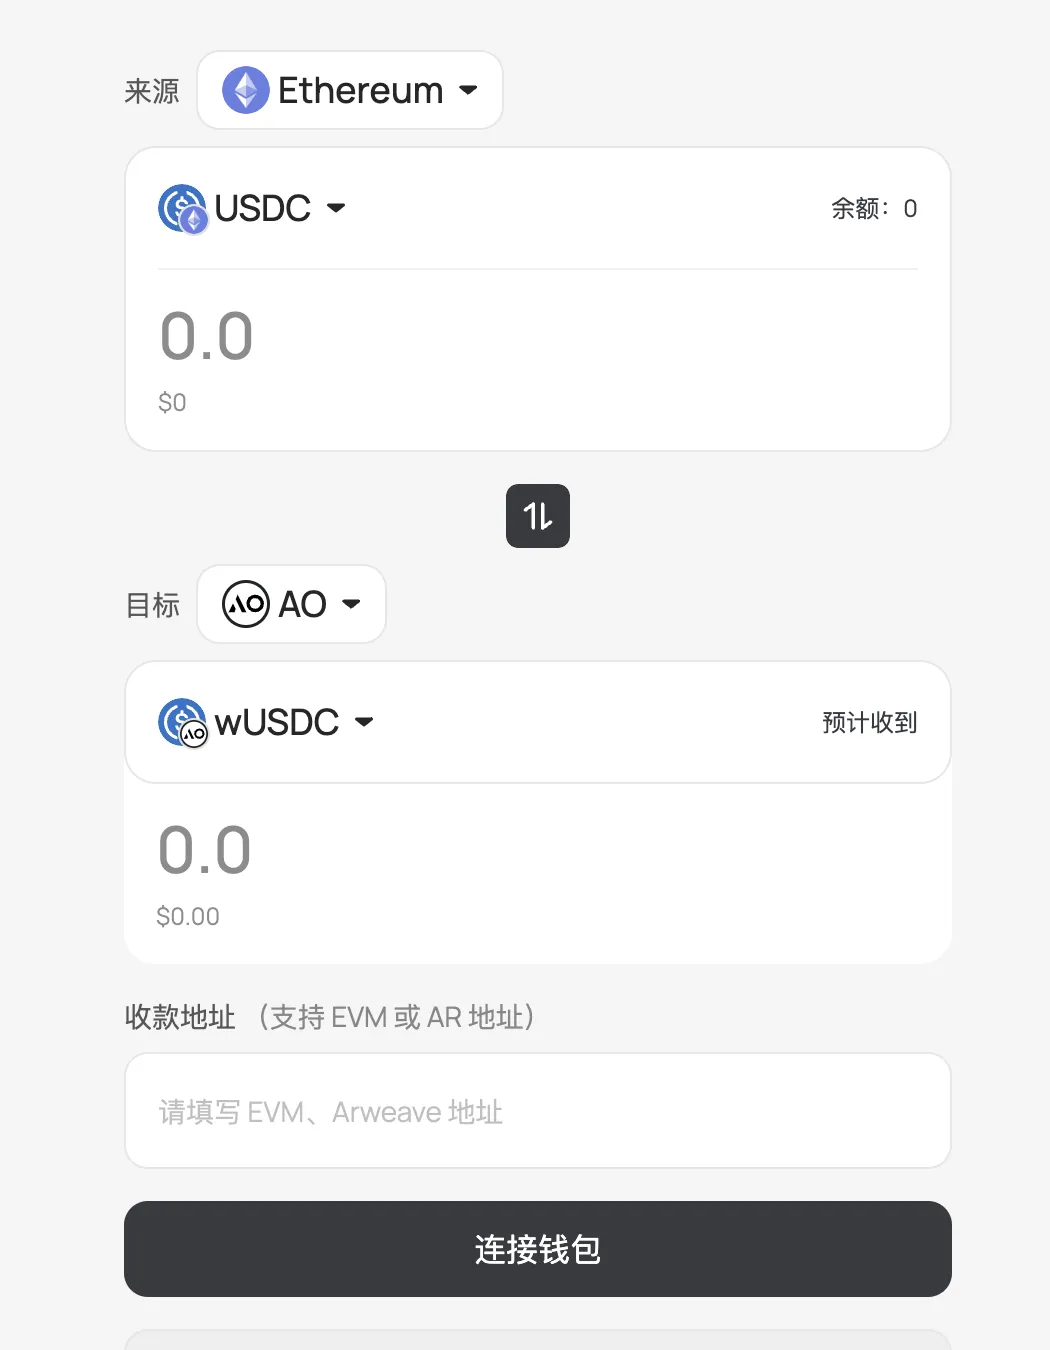 来源 Ethereum
USDC 余额：0
0.0
$0
目标 AO AO
wUSDC 预计收到
AO
0.0
$0.00
收款地址 （支持 EVM 或 AR 地址）
请填写 EVM、Arweave 地址
连接钱包